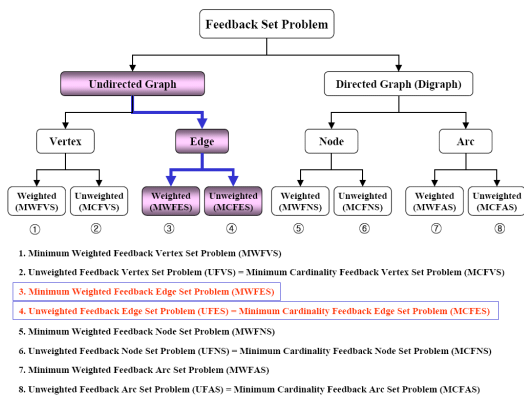 Feedback Set Problem
Undirected Graph
Directed Graph (Digraph)
Vertex
Edge
Node
Arc
Weighted (MWFVS)
Unweighted (MCFVS)
Weighted (MWFES)
Unweighted (MCFES)
Weighted (MWFNS)
Unweighted (MCFNS)
Weighted (MWFAS)
Unweighted (MCFAS)
① ② ③ ④ ⑤ ⑥ ⑦ ⑧
1. Minimum Weighted Feedback Vertex Set Problem (MWFVS)
2. Unweighted Feedback Vertex Set Problem (UFVS) = Minimum Cardinality Feedback Vertex Set Problem (MCFVS)
3. Minimum Weighted Feedback Edge Set Problem (MWFES)
4. Unweighted Feedback Edge Set Problem (UFES) = Minimum Cardinality Feedback Edge Set Problem (MCFES)
5. Minimum Weighted Feedback Node Set Problem (MWFNS)
6. Unweighted Feedback Node Set Problem (UFNS) = Minimum Cardinality Feedback Node Set Problem (MCFNS)
7. Minimum Weighted Feedback Arc Set Problem (MWFAS)
8. Unweighted Feedback Arc Set Problem (UFAS) = Minimum Cardinality Feedback Arc Set Problem (MCFAS)